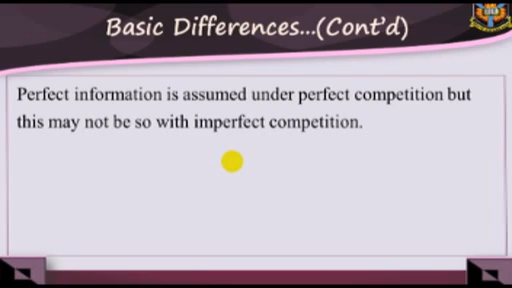 Basic Differences...(Cont'd)
Perfect information is assumed under perfect competition but
this may not be so with imperfect competition.